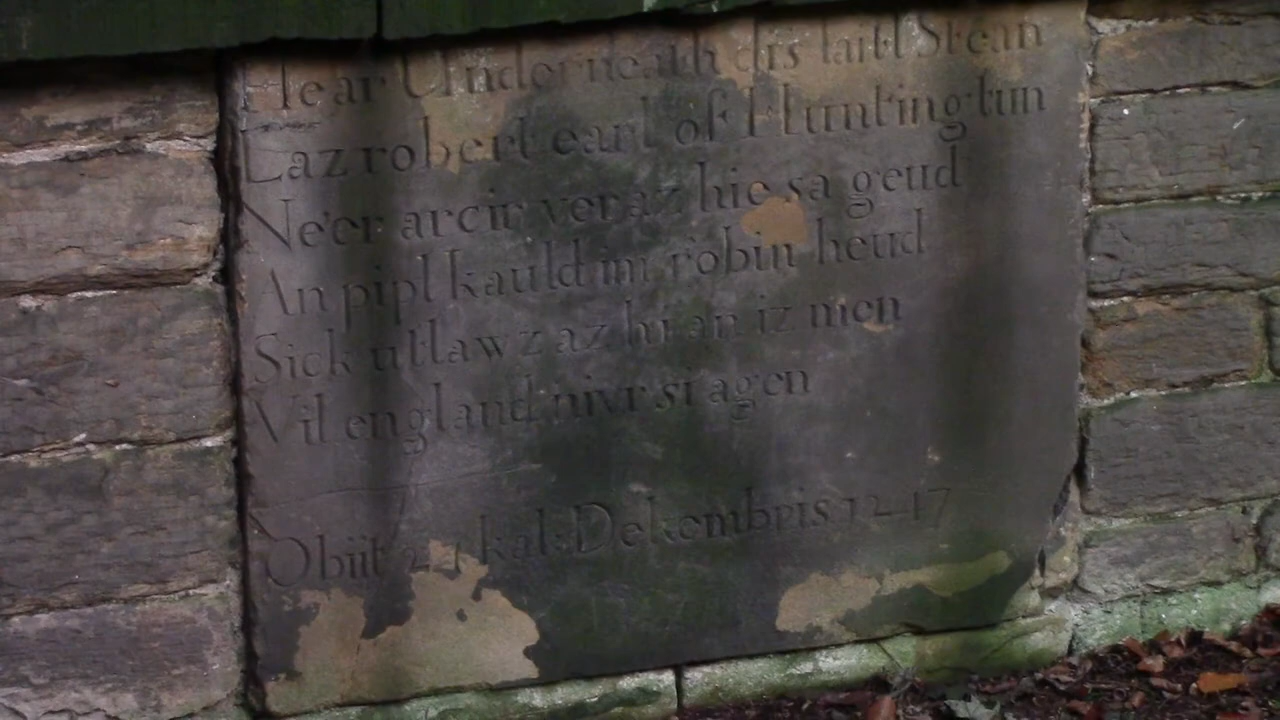 Hear Underneath dis laitl Stean
Laz robert earl of Huntingtun
Ne'er arcir ver az hie sa geud
An pipl kauld im robin heud
Sick utlawz az hi an iz men
Vil england nivr si agen
Obiit 24 kal: Dekembris 1247